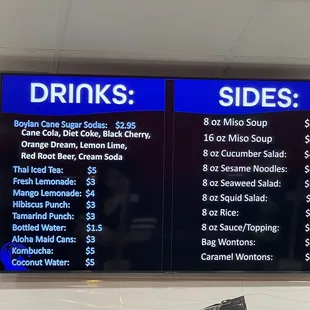 DRINKS:
Boylan Cane Sugar Sodas: $2.95
Cane Cola, Diet Coke, Black Cherry,
Orange Dream, Lemon Lime,
Red Root Beer, Cream Soda
Thai Iced Tea: $5
Fresh Lemonade: $3
Mango Lemonade: $4
Hibiscus Punch: $3
Tamarind Punch: $3
Bottled Water: $1.5
Aloha Maid Cans: $3
Kombucha: $5
Coconut Water: $5
SIDES:
8 oz Miso Soup $
16 oz Miso Soup $
8 oz Cucumber Salad: $
8 oz Sesame Noodles: $
8 oz Seaweed Salad: $
8 oz Squid Salad: $
8 oz Rice: $
8 oz Sauce/Topping: $
Bag Wontons: $
Caramel Wontons: $